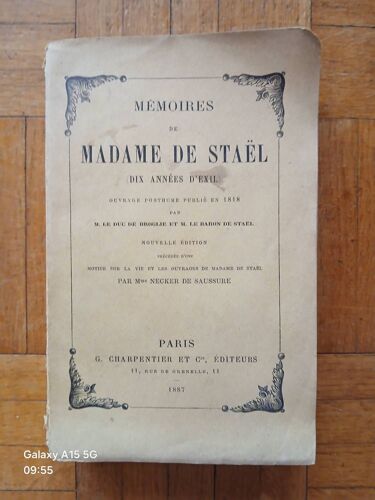 MÉMOIRES
DE
MADAME DE STAËL
(DIX ANNÉES D'EXIL)
OUVRAGE POSTHUME PUBLIÉ EN 1818
PAR
M. LE DUC DE BROGLIE ET M. LE BARON DE STAËL
NOUVELLE ÉDITION
PRÉCÉDÉE D'UNE
NOTICE SUR LA VIE ET LES OUVRAGES DE MADAME DE STAËL
PAR Mme NECKER DE SAUSSURE
PARIS
G. CHARPENTIER ET Cie, ÉDITEURS
11, RUE DE GRENELLE, 11
1887
Galaxy A15 5G
09:55